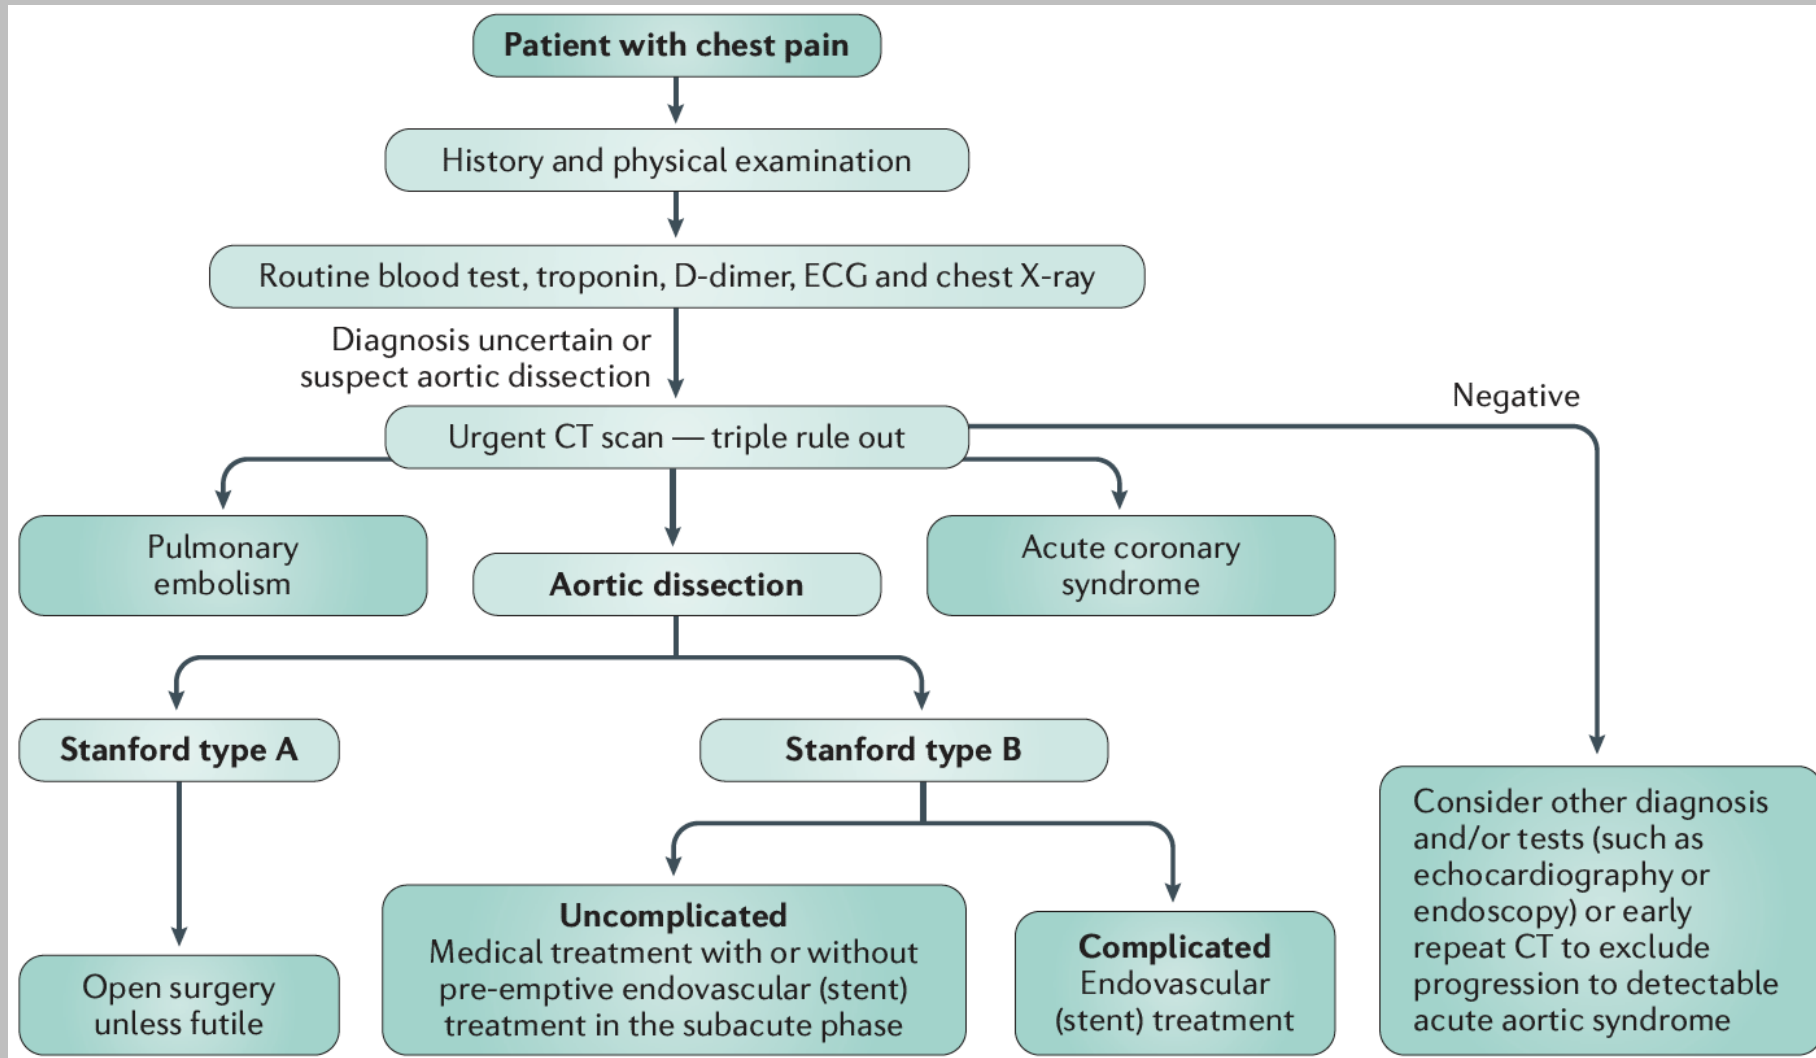 Patient with chest pain
History and physical examination
Routine blood test, troponin, D-dimer, ECG and chest X-ray
Diagnosis uncertain or
suspect aortic dissection
Negative
Urgent CT scan — triple rule out
Pulmonary
embolism
Aortic dissection
Acute coronary
syndrome
Stanford type A
Stanford type B
Open surgery
unless futile
Uncomplicated
Medical treatment with or without
pre-emptive endovascular (stent)
treatment in the subacute phase
Complicated
Endovascular
(stent) treatment
Consider other diagnosis
and/or tests (such as
echocardiography or
endoscopy) or early
repeat CT to exclude
progression to detectable
acute aortic syndrome